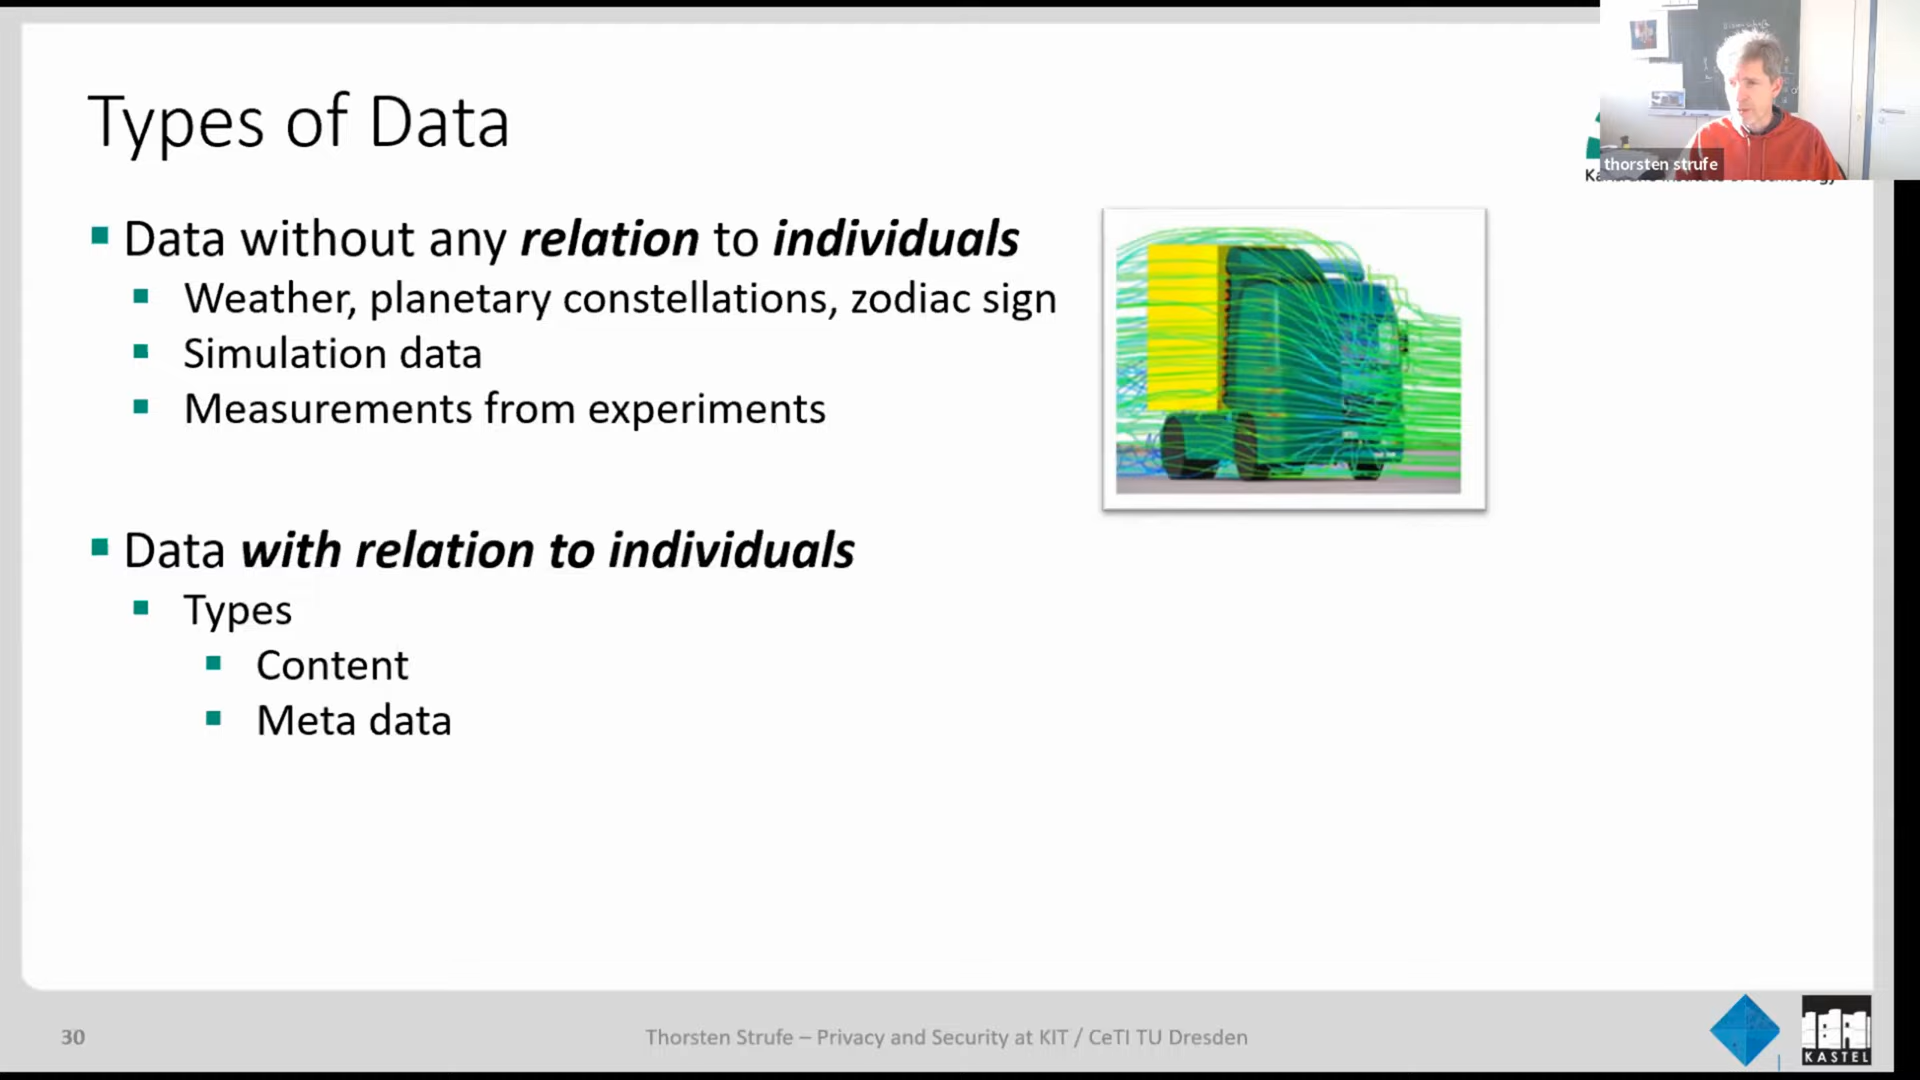 Types of Data
thorsten strufe
Data without any relation to individuals
Weather, planetary constellations, zodiac sign
Simulation data
Measurements from experiments
Data with relation to individuals
Types
Content
Meta data
30
Thorsten Strufe – Privacy and Security at KIT / CeTI TU Dresden
KASTEL